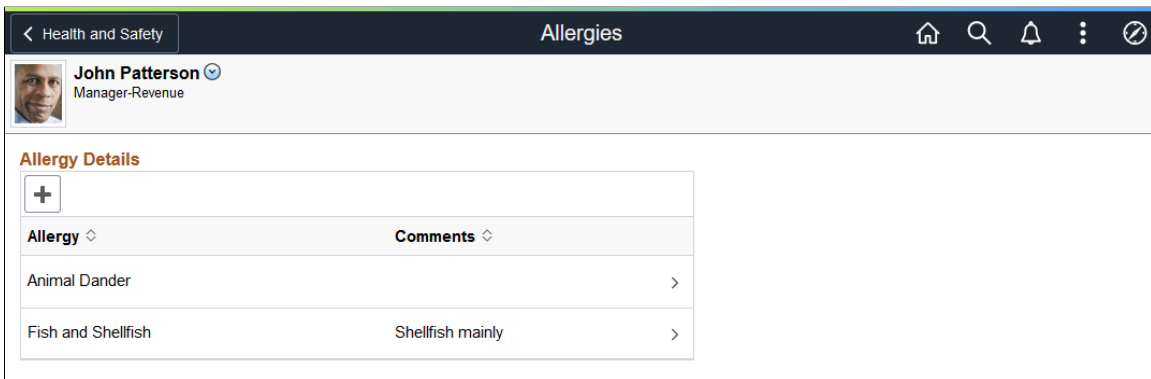 Health and Safety
Allergies
John Patterson
Manager-Revenue
Allergy Details
Allergy Comments
Animal Dander
Fish and Shellfish Shellfish mainly